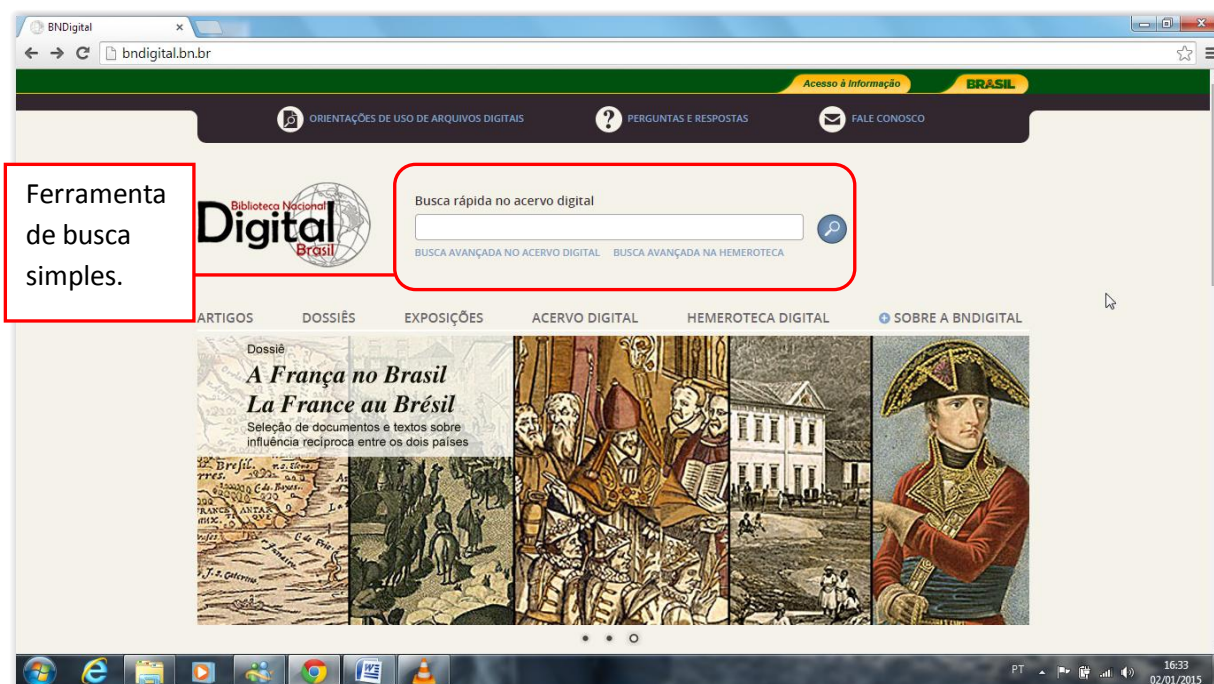 BNDigital
bndigital.bn.br
Acesso à Informação
BRASIL
ORIENTAÇÕES DE USO DE ARQUIVOS DIGITAIS
PERGUNTAS E RESPOSTAS
FALE CONOSCO
Ferramenta
de busca
simples.
Biblioteca Nacional
Digital
Brasil
Busca rápida no acervo digital
BUSCA AVANÇADA NO ACERVO DIGITAL BUSCA AVANÇADA NA HEMEROTECA
ARTIGOS DOSSIÊS EXPOSIÇÕES ACERVO DIGITAL HEMEROTECA DIGITAL SOBRE A BNDIGITAL
Dossiê
A França no Brasil
La France au Brésil
Seleção de documentos e textos sobre
influência recíproca entre os dois países
PT
16:33
02/01/2015